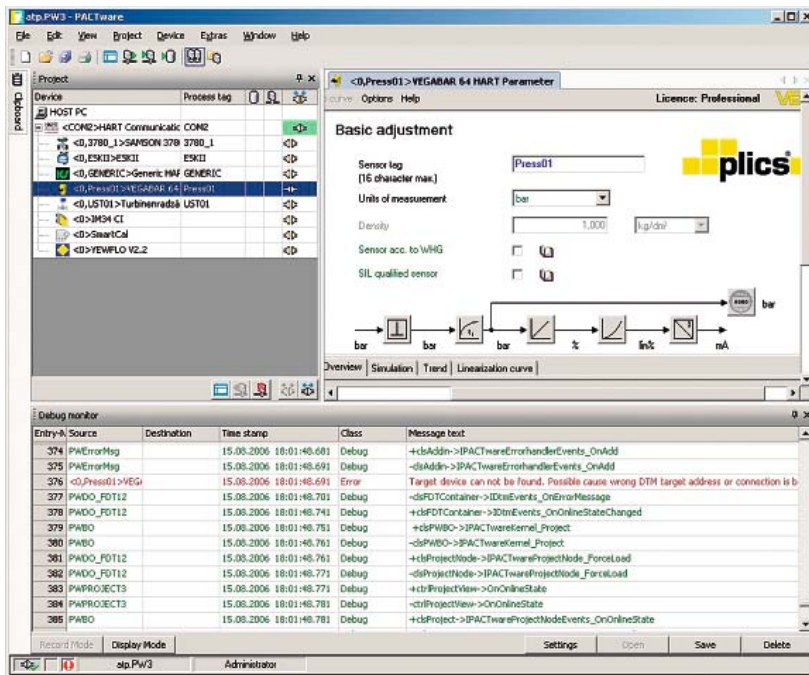 atp.PW3 - PACTware
File Edit View Project Device Extras Window Help
Clipboard
Project
Device Process tag
HOST PC
<COM2>HART Communicatic COM2
<0,3780_1>SAMSON 378 3780_1
<0,ESKII>ESKII ESKII
<0,GENERIC>Generic HAF GENERIC
<0,Press01>VEGABAR 64 Press01
<0,UST01>Turbinenradzä UST01
<0>IM34 CI
<0>SmartCal
<0>YEWFLO V2.2
<0,Press01>VEGABAR 64 HART Parameter
curve Options Help Licence: Professional VE
Basic adjustment
plics
Sensor tag Press01
(16 character max.)
Units of measurement bar
Density 1,000 kg/dm³
Sensor acc. to WHG
SIL qualified sensor
bar
bar bar bar % lin% mA
Overview Simulation Trend Linearization curve
Debug monitor
Entry-N Source Destination Time stamp Class Message text
374 PWErrorMsg 15.08.2006 18:01:48.681 Debug +clsAddin->IPACTwareErrorhandlerEvents_OnAdd
375 PWErrorMsg 15.08.2006 18:01:48.691 Debug -clsAddin->IPACTwareErrorhandlerEvents_OnAdd
376 <0,Press01>VEG 15.08.2006 18:01:48.691 Error Target device can not be found. Possible cause wrong DTM target address or connection is b
377 PWDO_FDT12 15.08.2006 18:01:48.701 Debug -clsFDTContainer->IDtmEvents_OnErrorMessage
378 PWDO_FDT12 15.08.2006 18:01:48.741 Debug +clsFDTContainer->IDtmEvents_OnOnlineStateChanged
379 PWBO 15.08.2006 18:01:48.751 Debug +clsPWBO->IPACTwareKernel_Project
380 PWBO 15.08.2006 18:01:48.761 Debug -clsPWBO->IPACTwareKernel_Project
381 PWDO_FDT12 15.08.2006 18:01:48.761 Debug +clsProjectNode->IPACTwareProjectNode_ForceLoad
382 PWDO_FDT12 15.08.2006 18:01:48.771 Debug -clsProjectNode->IPACTwareProjectNode_ForceLoad
383 PWPROJECT3 15.08.2006 18:01:48.771 Debug +ctrlProjectView->OnOnlineState
384 PWPROJECT3 15.08.2006 18:01:48.781 Debug -ctrlProjectView->OnOnlineState
385 PWBO 15.08.2006 18:01:48.781 Debug +clsProject->IPACTwareProjectNodeEvents_OnOnlineState
Record Mode Display Mode Settings Open Save Delete
atp.PW3 Administrator